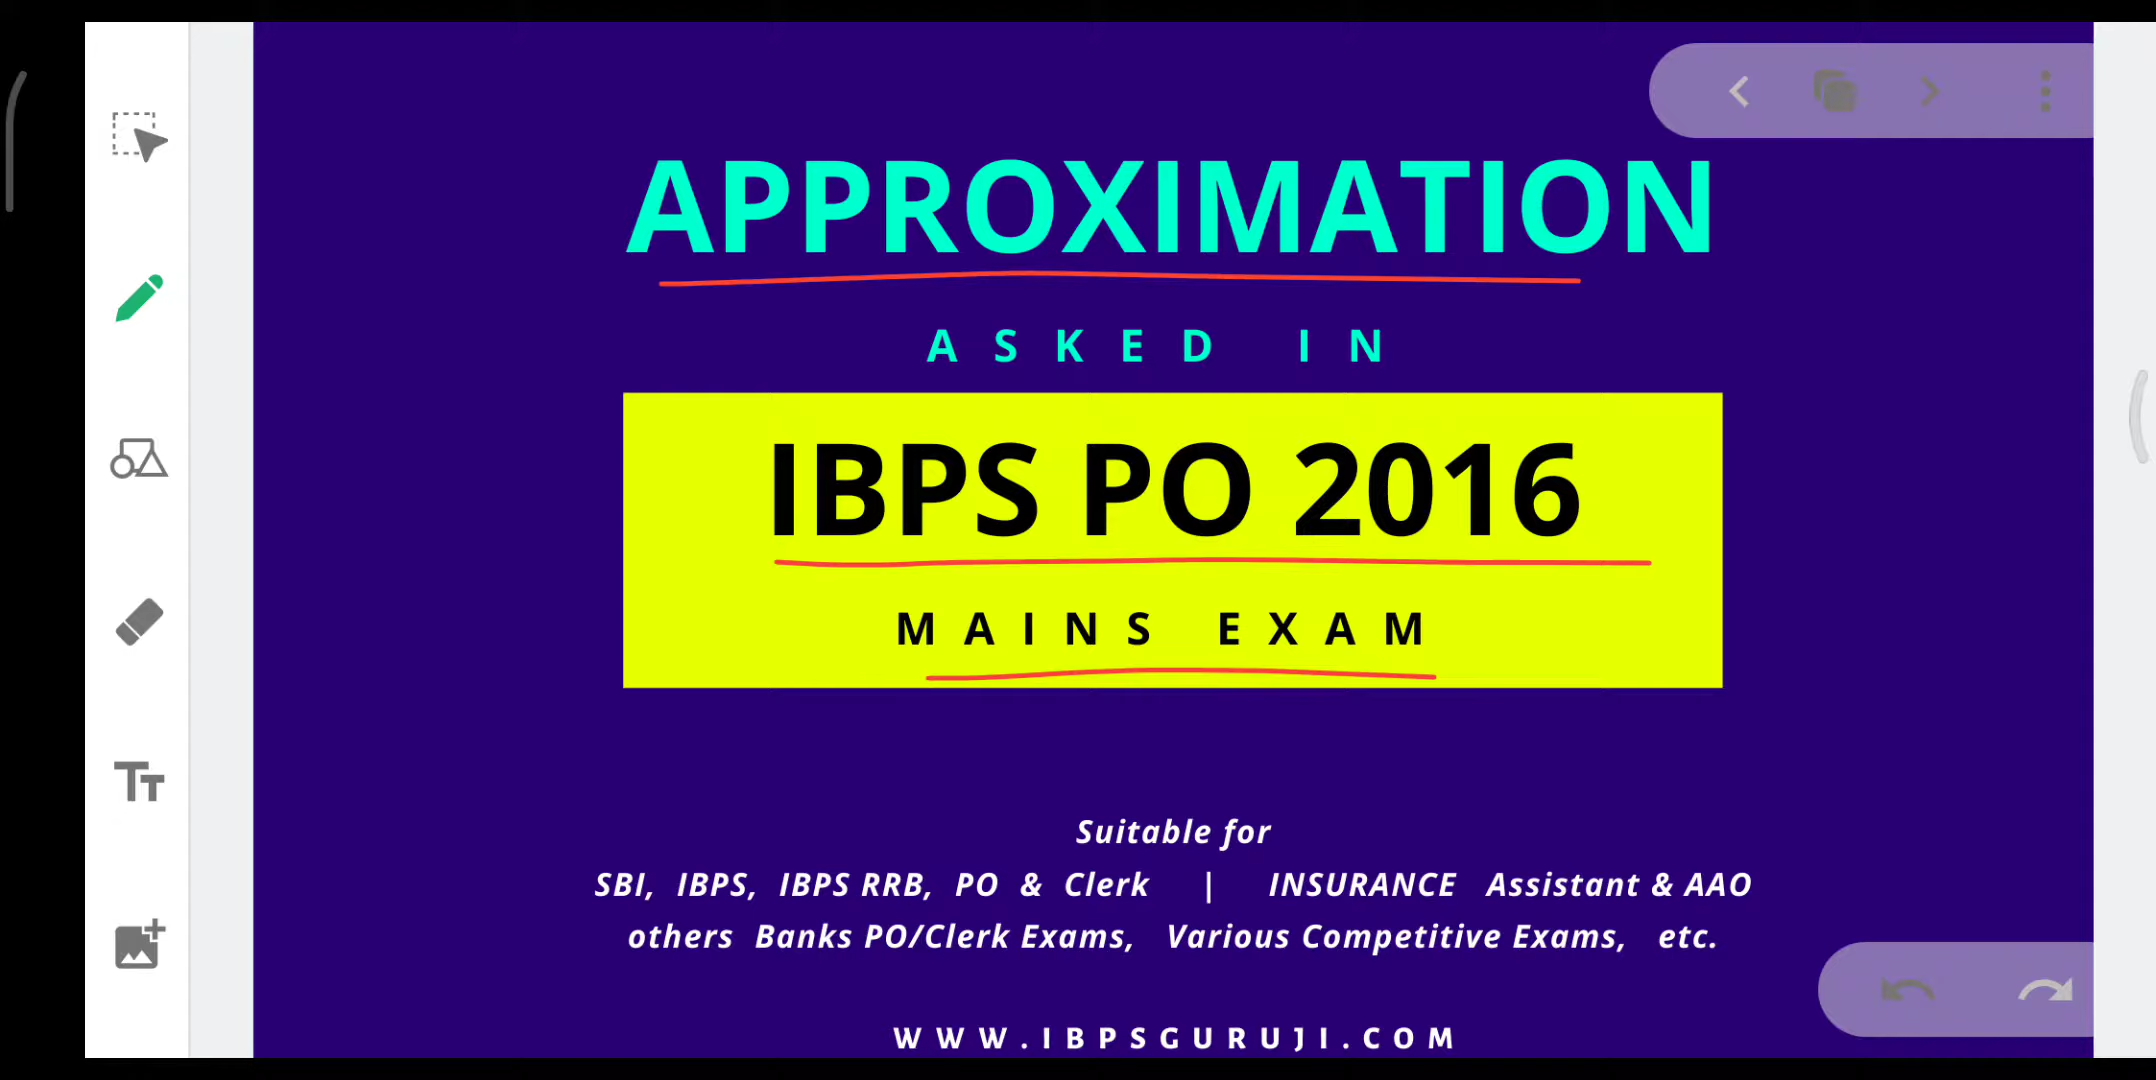 APPROXIMATION
ASKED IN
IBPS PO 2016
MAINS EXAM
Suitable for
SBI, IBPS, IBPS RRB, PO & Clerk | INSURANCE Assistant & AAO
others Banks PO/Clerk Exams, Various Competitive Exams, etc.
WWW.IBPSGURUJI.COM